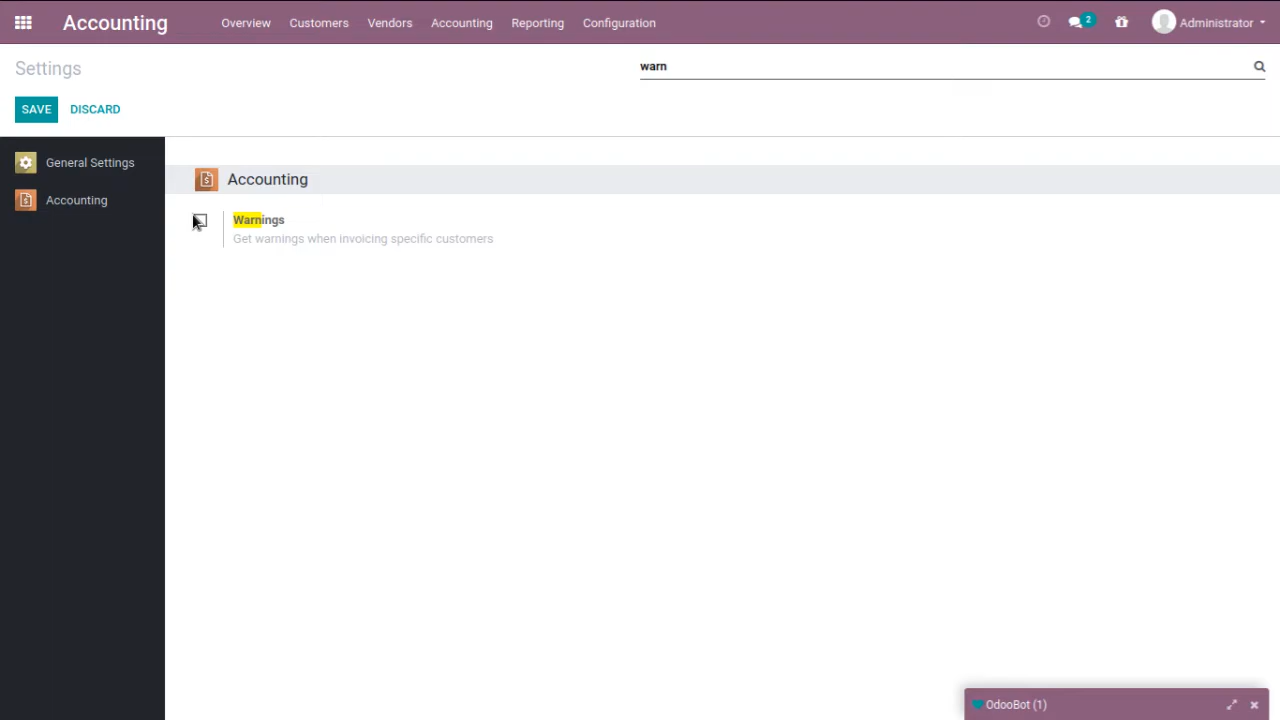 Accounting Overview Customers Vendors Accounting Reporting Configuration 2 Administrator
Settings warn
SAVE DISCARD
General Settings
Accounting
Accounting
Warnings
Get warnings when invoicing specific customers
OdooBot (1)